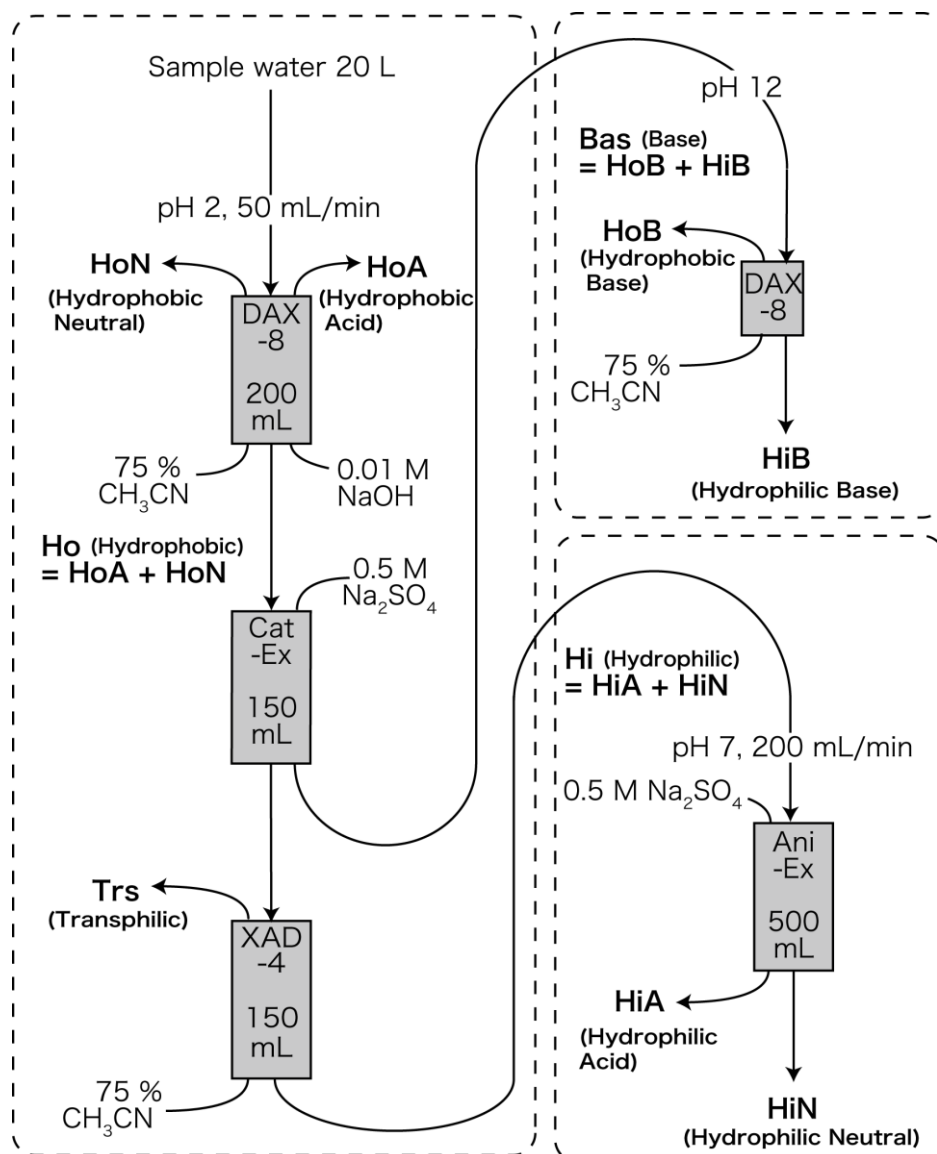 Sample water 20 L
pH 2, 50 mL/min
HoN
(Hydrophobic
Neutral)
HoA
(Hydrophobic
Acid)
DAX
-8
200
mL
75 %
CH₃CN
0.01 M
NaOH
Ho (Hydrophobic)
= HoA + HoN
0.5 M
Na₂SO₄
Cat
-Ex
150
mL
Trs
(Transphilic)
XAD
-4
150
mL
75 %
CH₃CN
pH 12
Bas (Base)
= HoB + HiB
HoB
(Hydrophobic
Base)
DAX
-8
75 %
CH₃CN
HiB
(Hydrophilic Base)
Hi (Hydrophilic)
= HiA + HiN
pH 7, 200 mL/min
0.5 M Na₂SO₄
Ani
-Ex
500
mL
HiA
(Hydrophilic
Acid)
HiN
(Hydrophilic Neutral)